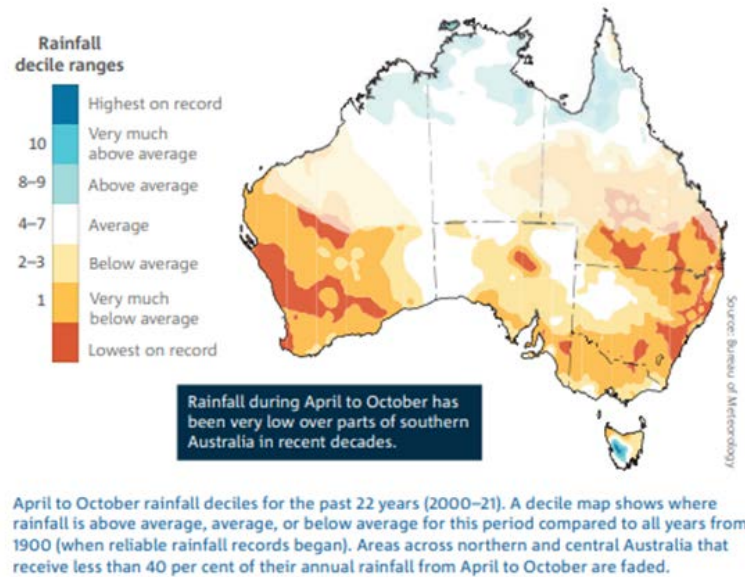 Rainfall
decile ranges
Highest on record
10 Very much
above average
8–9 Above average
4–7 Average
2–3 Below average
1 Very much
below average
Lowest on record
Rainfall during April to October has
been very low over parts of southern
Australia in recent decades.
Source: Bureau of Meteorology
April to October rainfall deciles for the past 22 years (2000–21). A decile map shows where
rainfall is above average, average, or below average for this period compared to all years from
1900 (when reliable rainfall records began). Areas across northern and central Australia that
receive less than 40 per cent of their annual rainfall from April to October are faded.